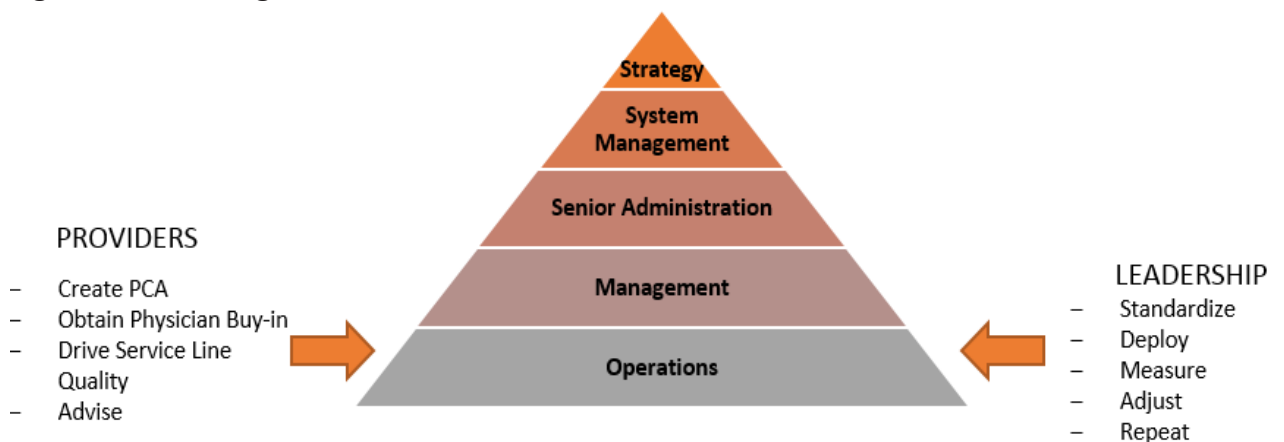 Strategy
System
Management
Senior Administration
Management
Operations
PROVIDERS
– Create PCA
– Obtain Physician Buy-in
– Drive Service Line
Quality
– Advise
LEADERSHIP
– Standardize
– Deploy
– Measure
– Adjust
– Repeat